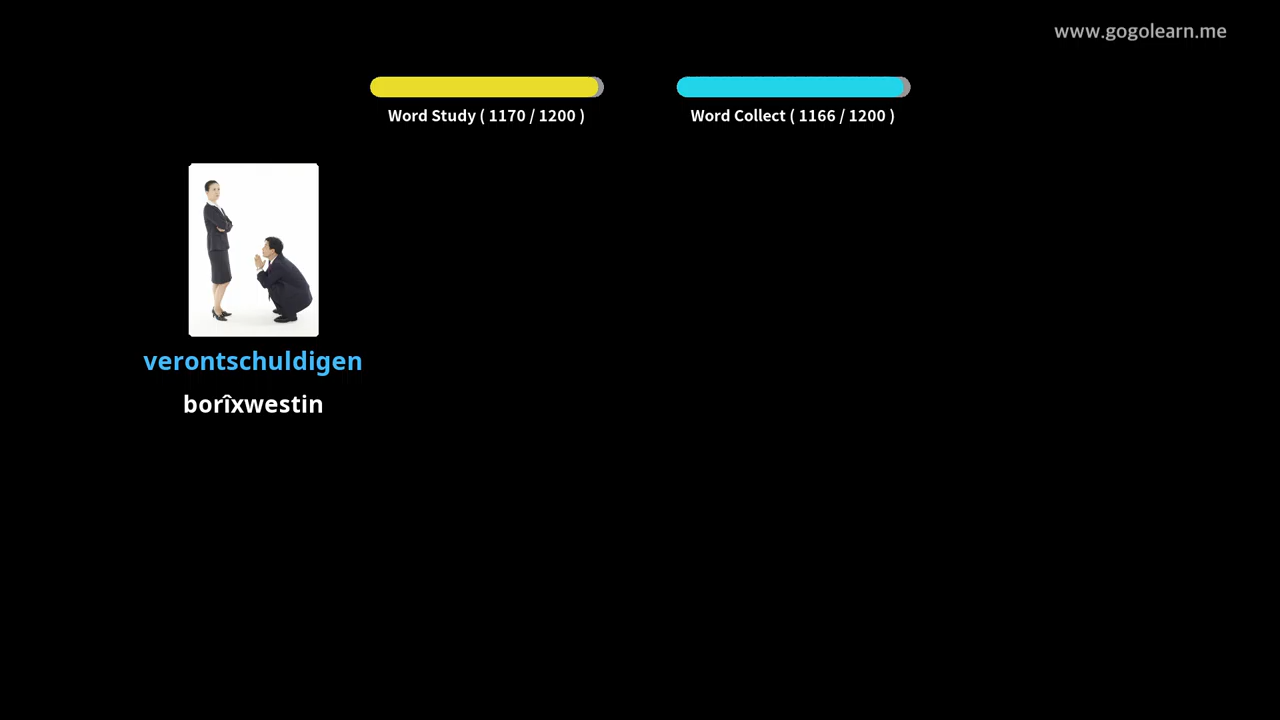 www.gogolearn.me
Word Study ( 1170 / 1200 )
Word Collect ( 1166 / 1200 )
verontschuldigen
borîxwestin